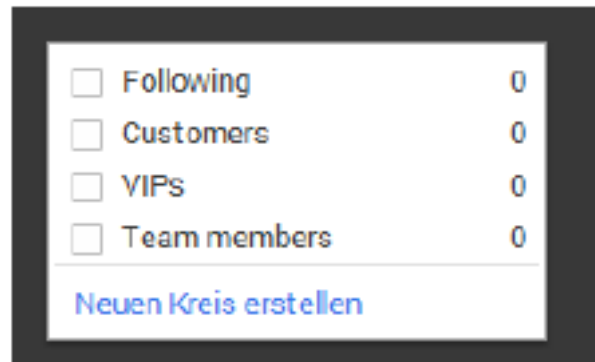 Following 0
Customers 0
VIPs 0
Team members 0
Neuen Kreis erstellen